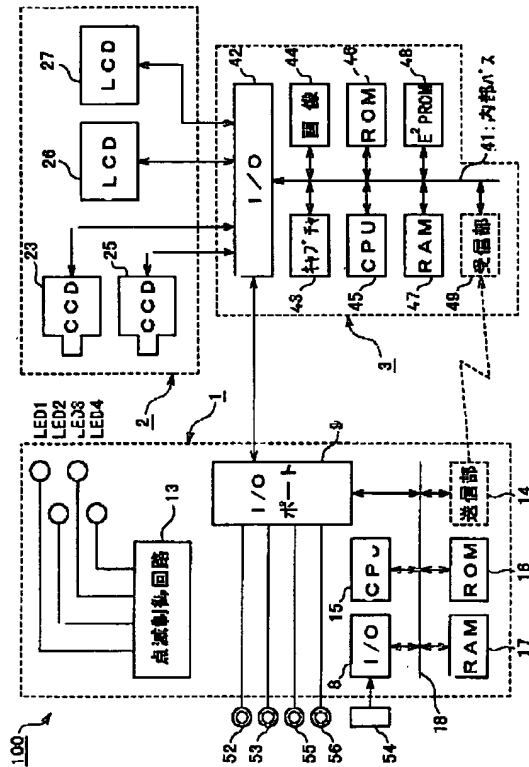 100
LED1
LED2
LED3
LED4
13
点滅制御回路
1
I/O
ポート
9
52
53
55
56
54
8
I/O
15
CPU
18
RAM
17
ROM
16
送信部
14
2
23
CCD
25
CCD
26
LCD
27
LCD
42
I/O
3
43
ｷｬﾌﾟﾁｬ
44
画像
45
CPU
46
ROM
47
RAM
48
E²PROM
49
受信部
41:内部バス